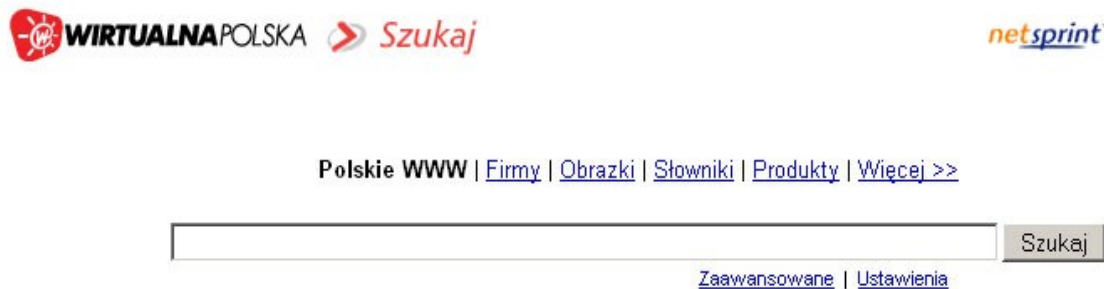 WIRTUALNAPOLSKA Szukaj netsprint
Polskie WWW | Firmy | Obrazki | Słowniki | Produkty | Więcej >>
Szukaj
Zaawansowane | Ustawienia